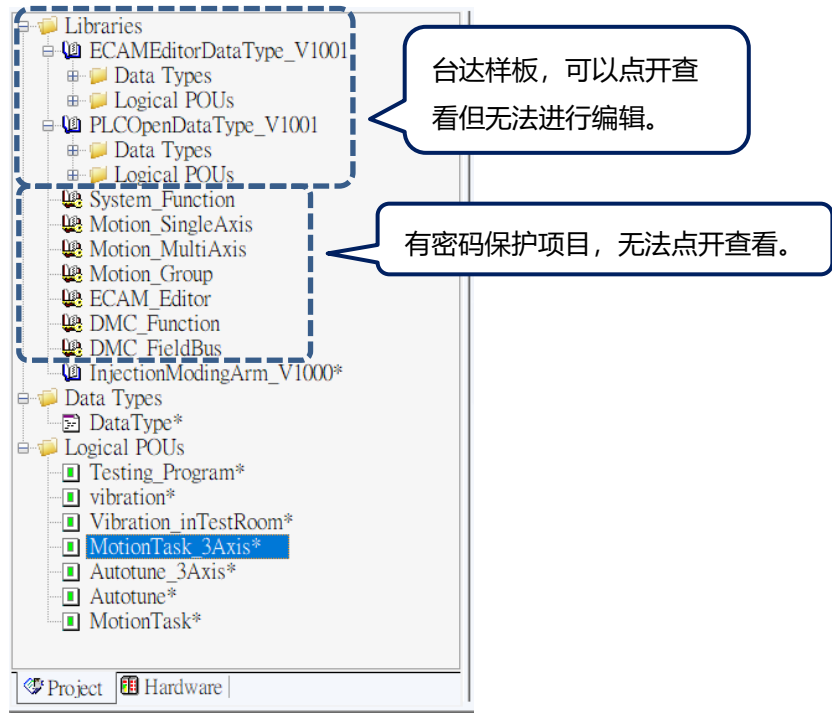 Libraries
ECAMEditorDataType_V1001
Data Types
Logical POUs
PLCOpenDataType_V1001
Data Types
Logical POUs
System_Function
Motion_SingleAxis
Motion_MultiAxis
Motion_Group
ECAM_Editor
DMC_Function
DMC_FieldBus
InjectionModingArm_V1000*
Data Types
DataType*
Logical POUs
Testing_Program*
vibration*
Vibration_inTestRoom*
MotionTask_3Axis*
Autotune_3Axis*
Autotune*
MotionTask*
Project Hardware
台达样板，可以点开查
看但无法进行编辑。
有密码保护项目，无法点开查看。